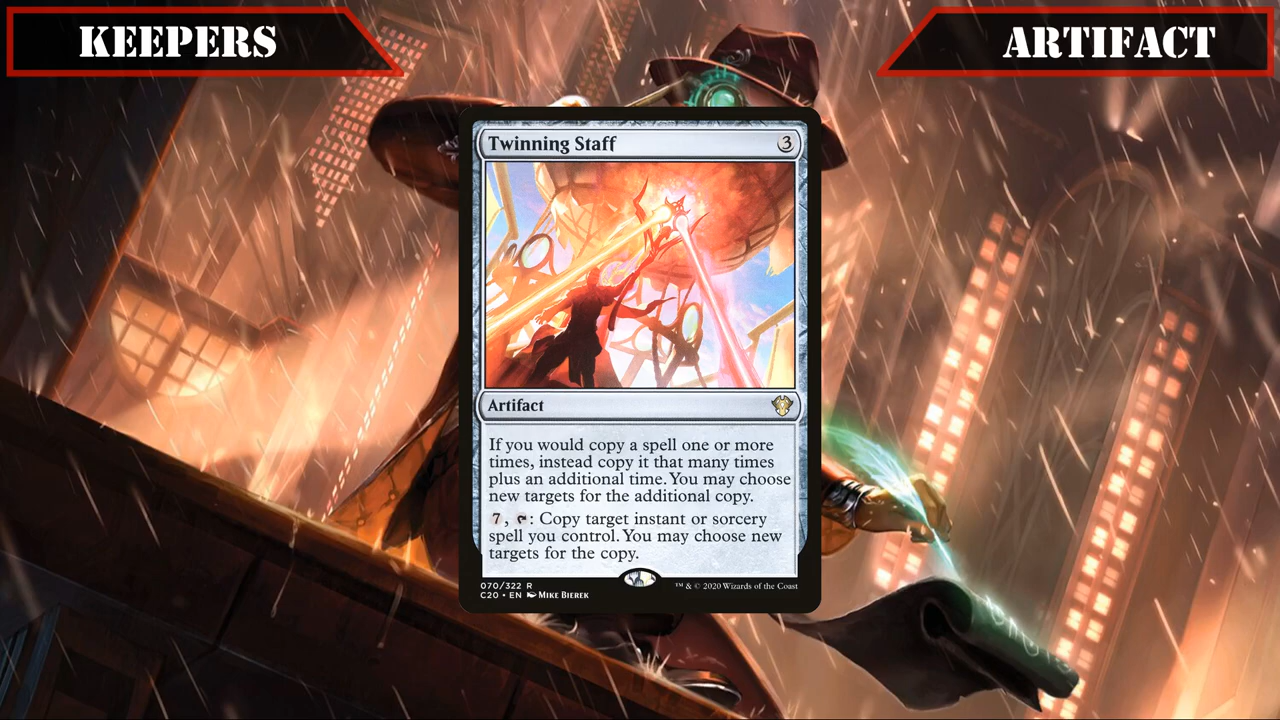 KEEPERS
ARTIFACT
Twinning Staff 3
Artifact
If you would copy a spell one or more
times, instead copy it that many times
plus an additional time. You may choose
new targets for the additional copy.
7, : Copy target instant or sorcery
spell you control. You may choose new
targets for the copy.
070/322 R
™ & © 2020 Wizards of the Coast
C20 • EN MIKE BIEREK